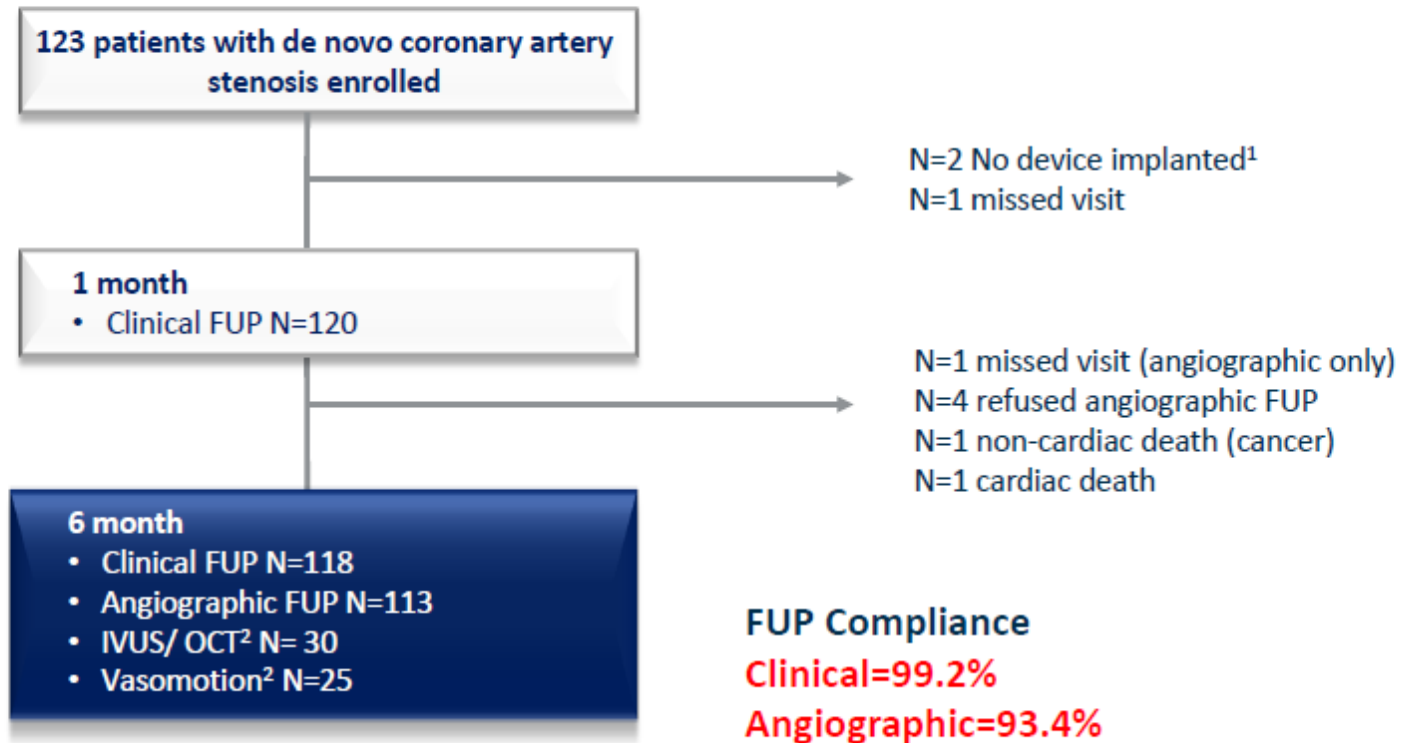 123 patients with de novo coronary artery
stenosis enrolled
N=2 No device implanted¹
N=1 missed visit
1 month
• Clinical FUP N=120
N=1 missed visit (angiographic only)
N=4 refused angiographic FUP
N=1 non-cardiac death (cancer)
N=1 cardiac death
6 month
• Clinical FUP N=118
• Angiographic FUP N=113
• IVUS/ OCT² N= 30
• Vasomotion² N=25
FUP Compliance
Clinical=99.2%
Angiographic=93.4%